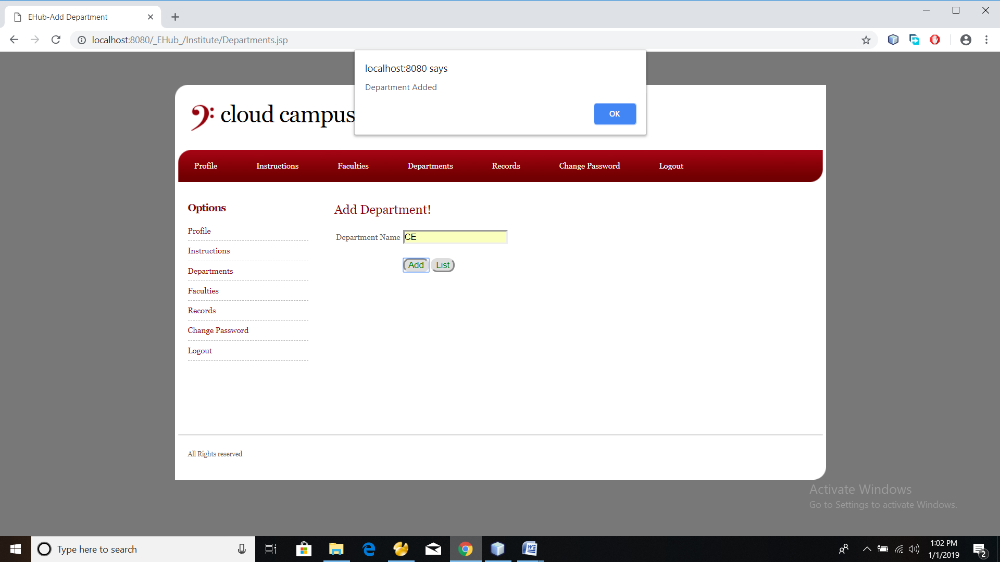 EHub-Add Department
localhost:8080/_EHub_/Institute/Departments.jsp
localhost:8080 says
Department Added
OK
cloud campus
Profile Instructions Faculties Departments Records Change Password Logout
Options
Profile
Instructions
Departments
Faculties
Records
Change Password
Logout
Add Department!
Department Name CE
Add List
All Rights reserved
Activate Windows
Go to Settings to activate Windows.
Type here to search
1:02 PM
1/1/2019
2